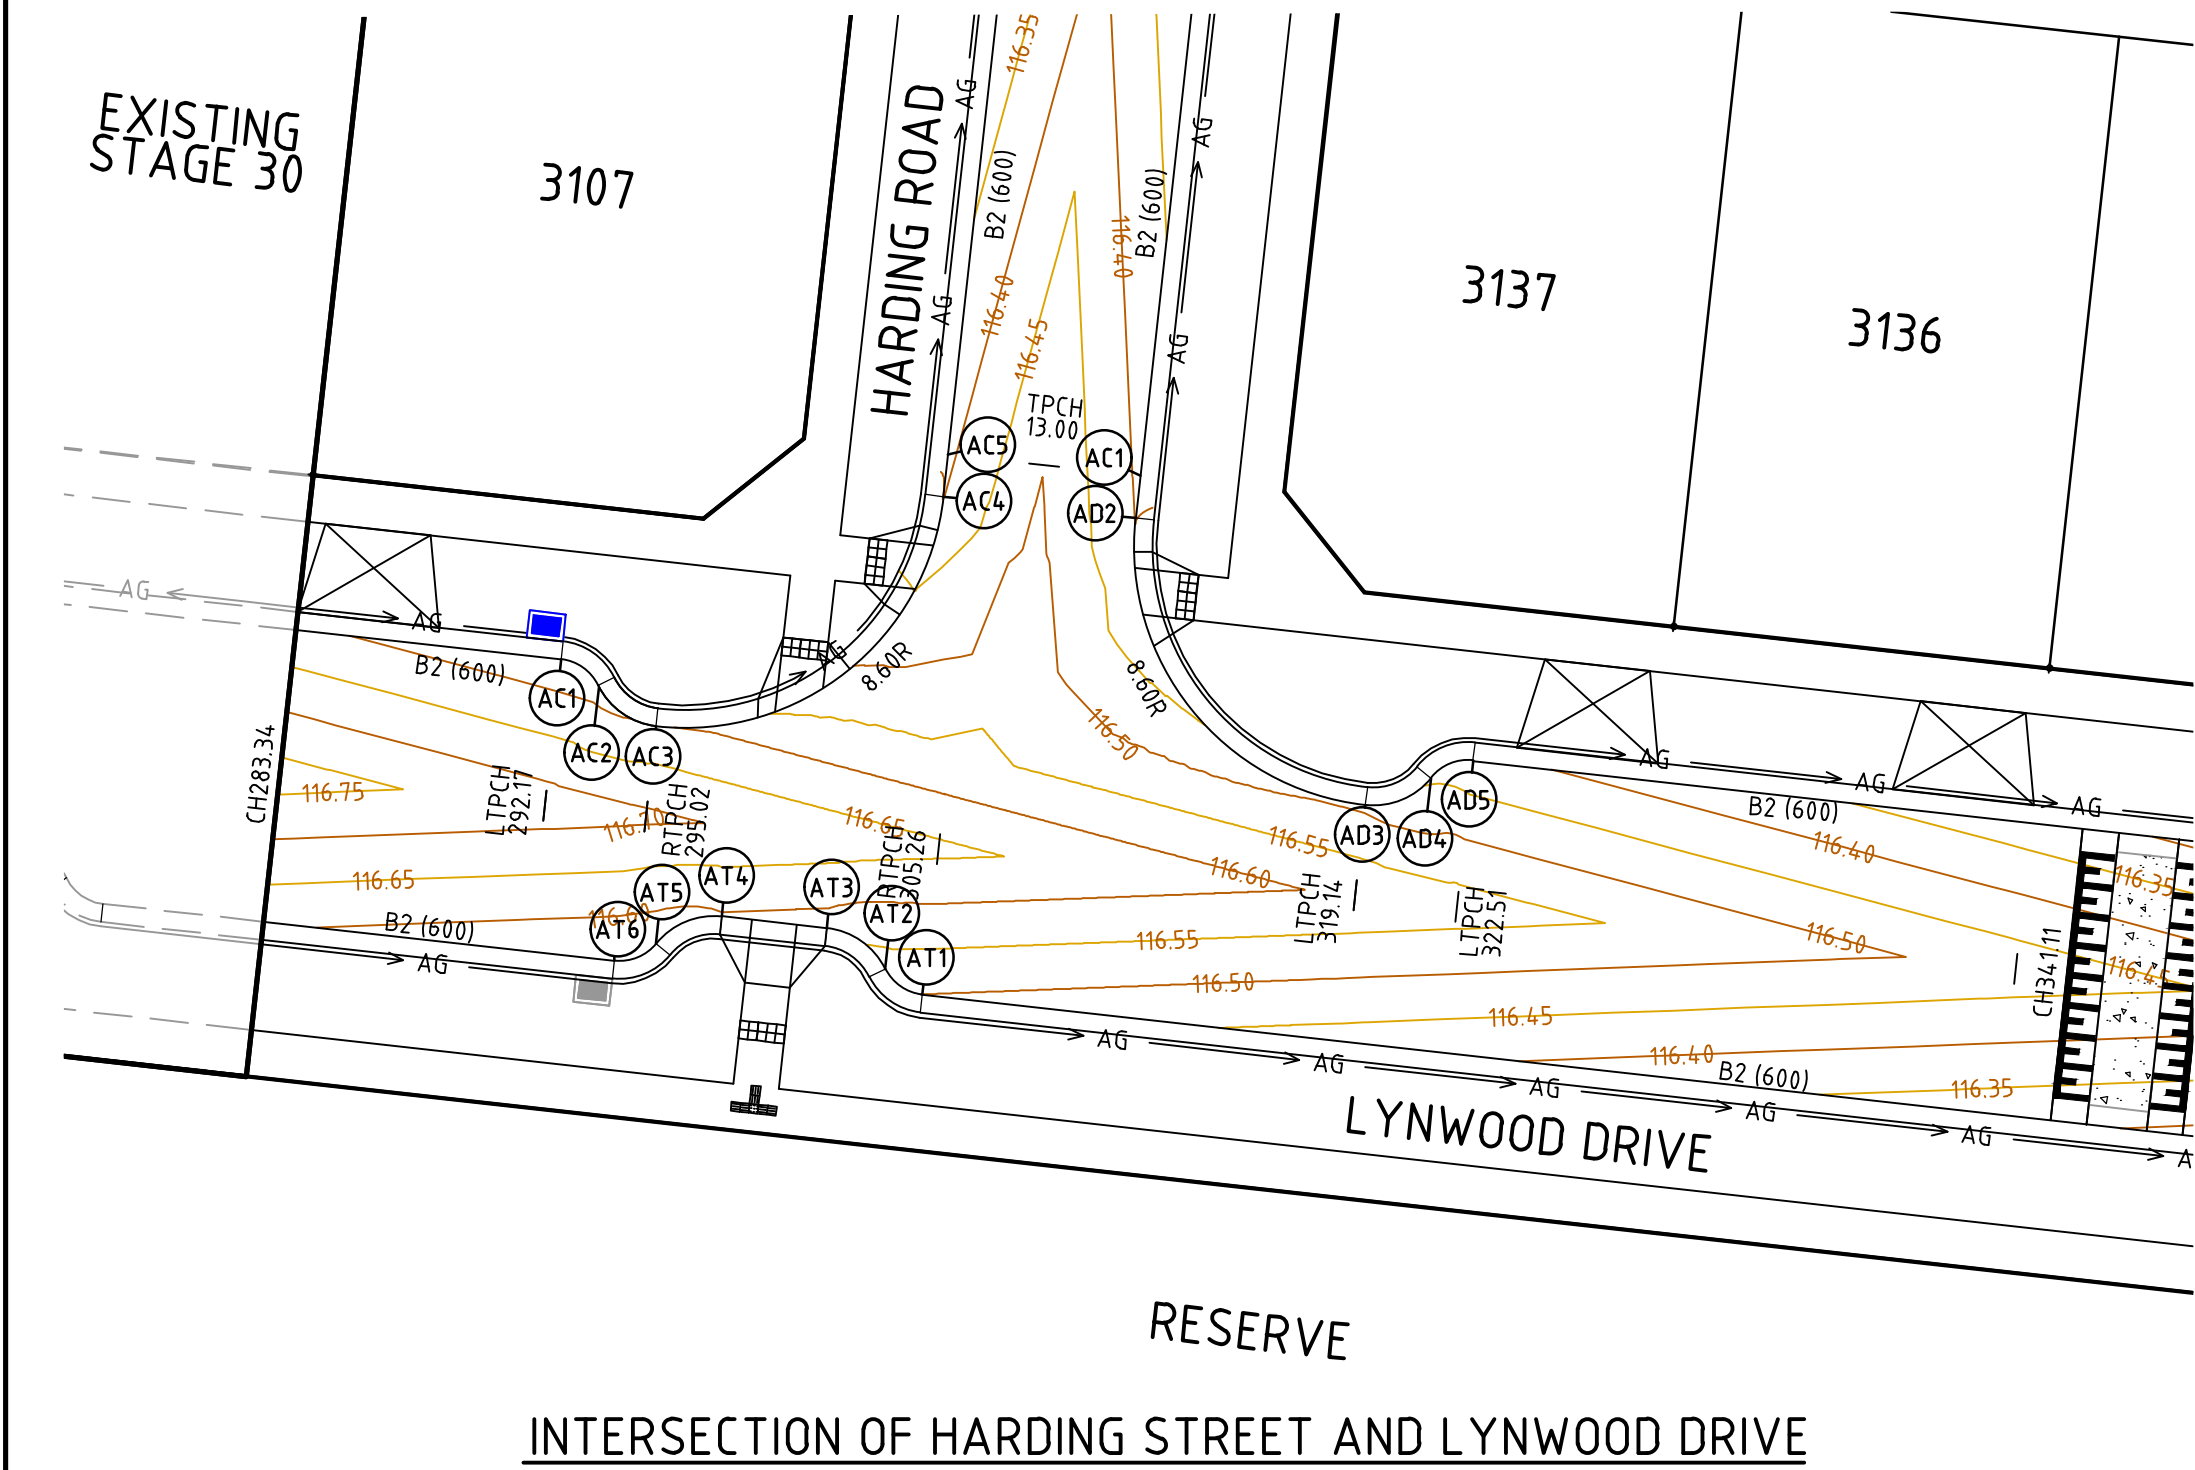 EXISTING
STAGE 30
3107
HARDING ROAD
3137
3136
116.35
AG
AG
B2 (600)
B2 (600)
116.40
116.40
AG
AG
116.45
TPCH
13.00
AC5
AC1
AC4
AD2
AG
AG
B2 (600)
AG
8.60R
8.60R
AC1
AC2
AC3
116.50
CH283.34
116.75
LTPCH
292.17
116.70
RTPCH
295.02
116.65
RTPCH
305.26
116.55
AD3
AD4
AD5
AG
AG
AG
B2 (600)
116.40
116.35
116.65
AT5
AT4
AT3
AT2
116.60
LTPCH
319.14
LTPCH
322.51
B2 (600)
116.60
AT6
AT1
116.55
116.50
116.45
CH341.11
AG
116.50
116.45
116.40
B2 (600)
116.35
AG
AG
AG
AG
AG
A
LYNWOOD DRIVE
RESERVE
INTERSECTION OF HARDING STREET AND LYNWOOD DRIVE